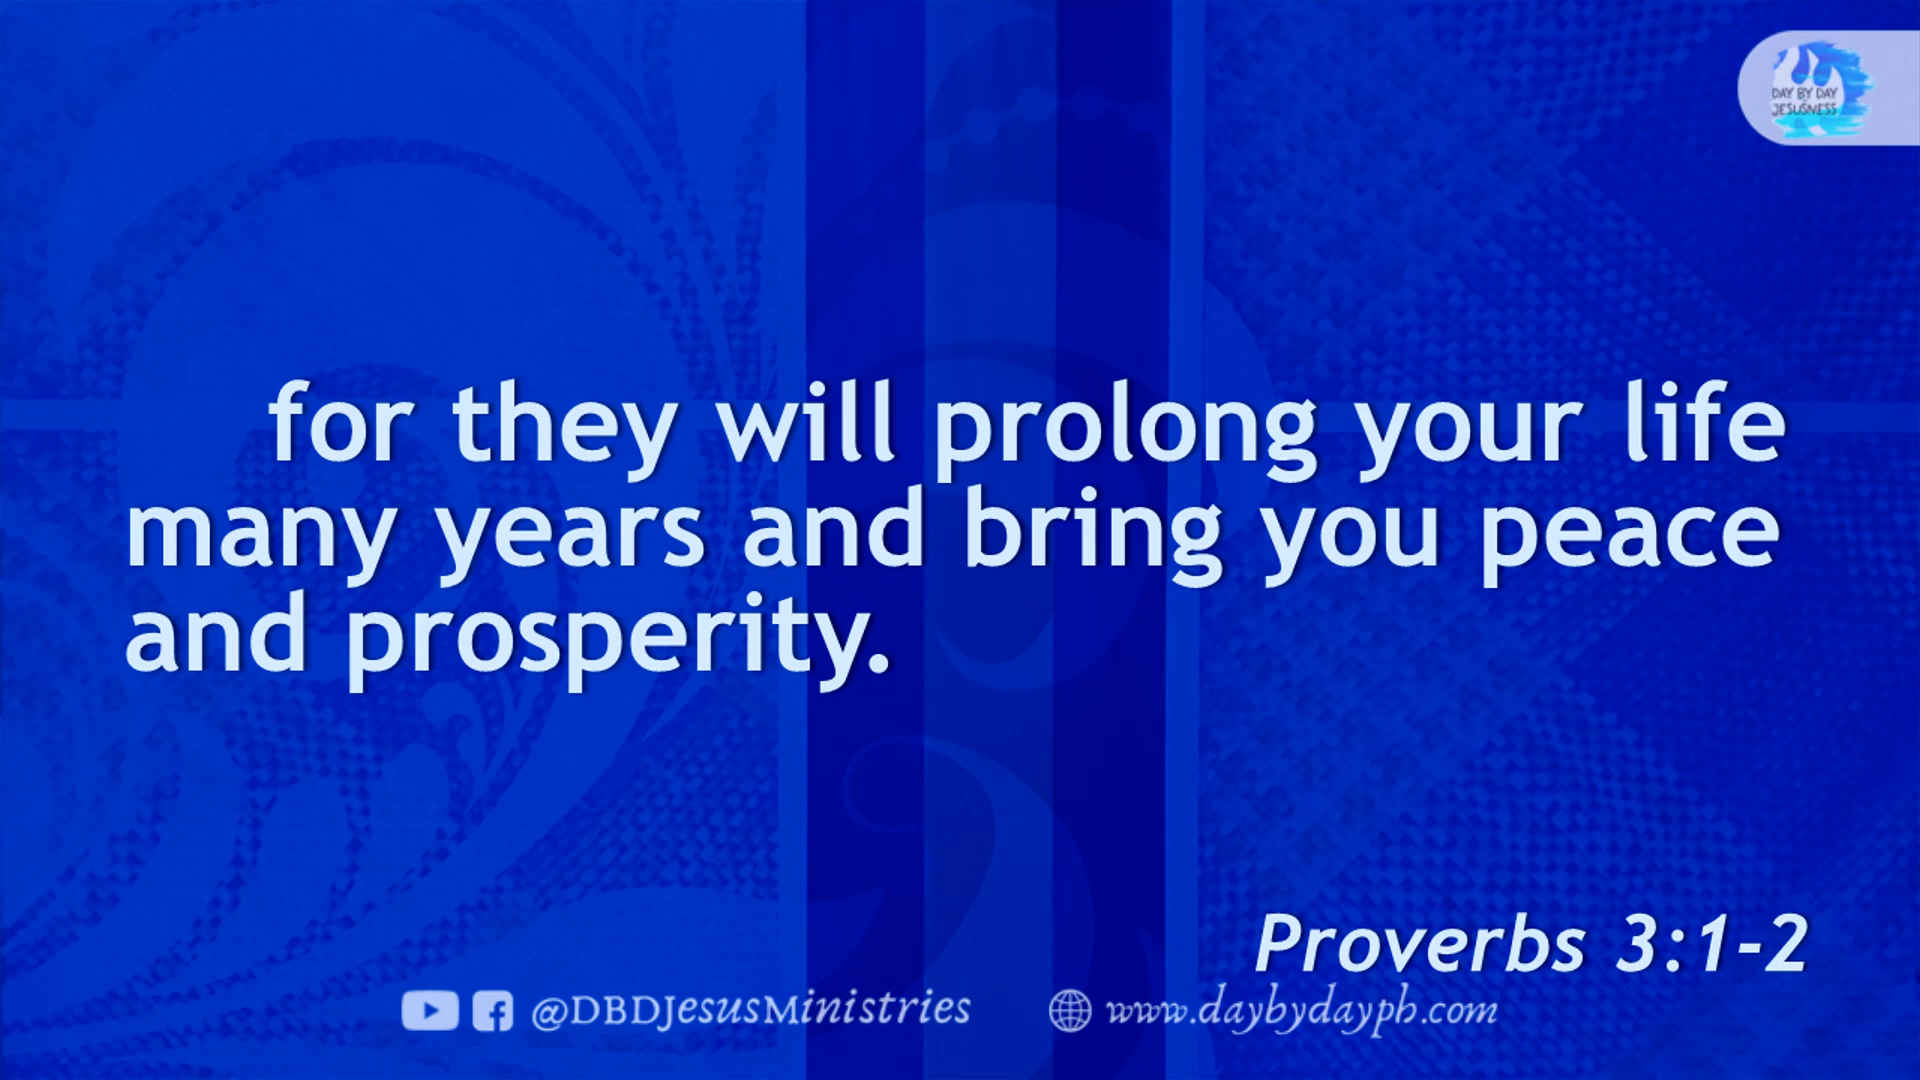 DAY BY DAY
JESUSNESS
for they will prolong your life
many years and bring you peace
and prosperity.
Proverbs 3:1-2
@DBDJesusMinistries www.daybydayph.com